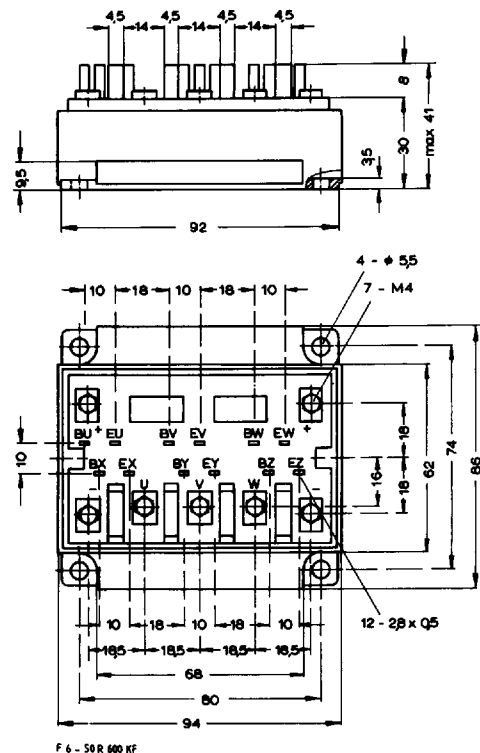 4,5 14 4,5 14 4,5 14 4,5
8
30
max 41
3,5
9,5
92
4 - ϕ 5,5
7 - M4
10 18 10 18 10
+ +
BU EU BV EV BW EW
10
BX EX BY EY BZ EZ
U V W
- -
18
16
18
62
74
86
12 - 2,8 x 0,5
10 18 10 18 10
18,5 18,5 18,5 18,5
68
80
94
F 6 - 50 R 600 KF